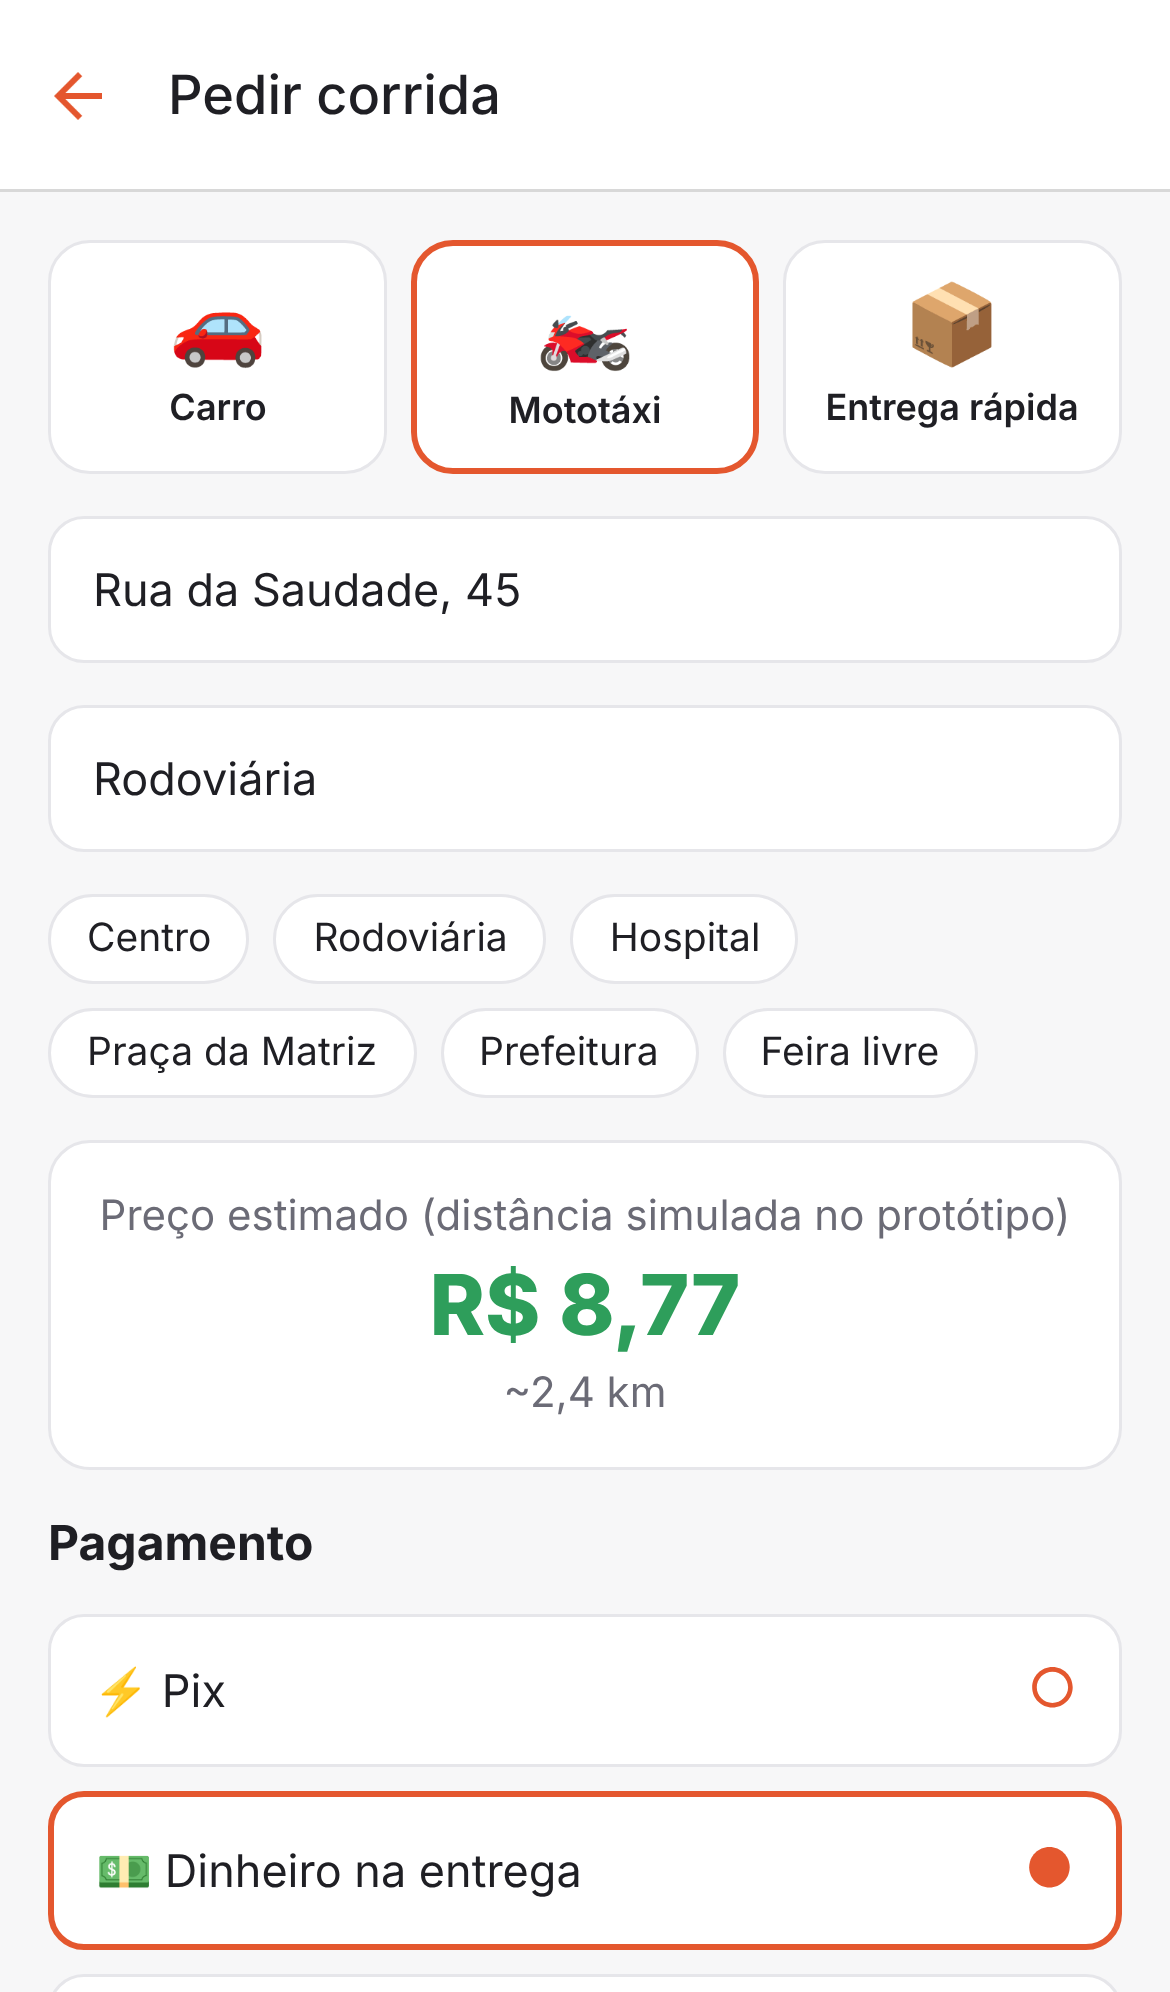 Pedir corrida
Carro
Mototáxi
Entrega rápida
Rua da Saudade, 45
Rodoviária
Centro
Rodoviária
Hospital
Praça da Matriz
Prefeitura
Feira livre
Preço estimado (distância simulada no protótipo)
R$ 8,77
~2,4 km
Pagamento
Pix
Dinheiro na entrega